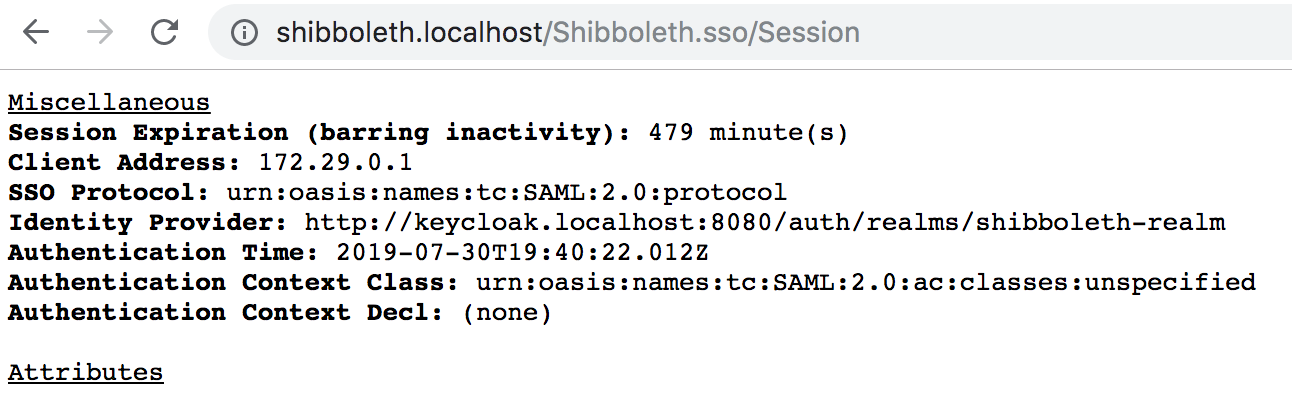 shibboleth.localhost/Shibboleth.sso/Session
Miscellaneous
Session Expiration (barring inactivity): 479 minute(s)
Client Address: 172.29.0.1
SSO Protocol: urn:oasis:names:tc:SAML:2.0:protocol
Identity Provider: http://keycloak.localhost:8080/auth/realms/shibboleth-realm
Authentication Time: 2019-07-30T19:40:22.012Z
Authentication Context Class: urn:oasis:names:tc:SAML:2.0:ac:classes:unspecified
Authentication Context Decl: (none)
Attributes